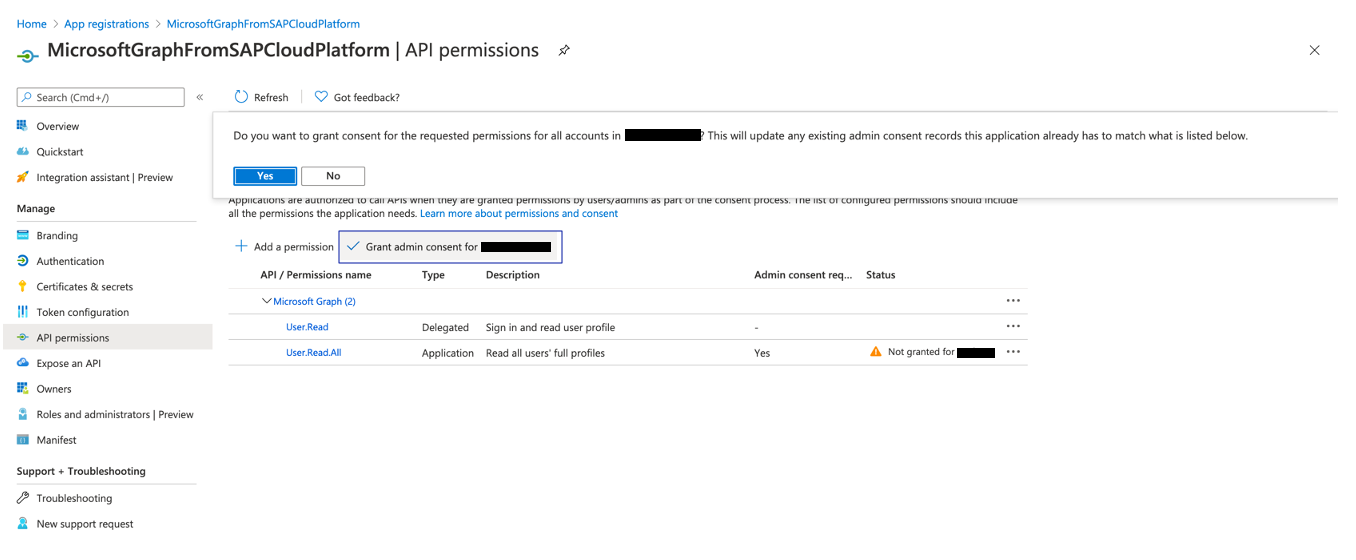 Home > App registrations > MicrosoftGraphFromSAPCloudPlatform
MicrosoftGraphFromSAPCloudPlatform | API permissions
Search (Cmd+/)
«
Refresh
Got feedback?
Overview
Quickstart
Integration assistant | Preview
Manage
Branding
Authentication
Certificates & secrets
Token configuration
API permissions
Expose an API
Owners
Roles and administrators | Preview
Manifest
Support + Troubleshooting
Troubleshooting
New support request
Do you want to grant consent for the requested permissions for all accounts in ? This will update any existing admin consent records this application already has to match what is listed below.
Yes
No
Applications are authorized to call APIs when they are granted permissions by users/admins as part of the consent process. The list of configured permissions should include
all the permissions the application needs. Learn more about permissions and consent
Add a permission
Grant admin consent for
API / Permissions name Type Description Admin consent req... Status
Microsoft Graph (2) ...
User.Read Delegated Sign in and read user profile - ...
User.Read.All Application Read all users' full profiles Yes Not granted for ...